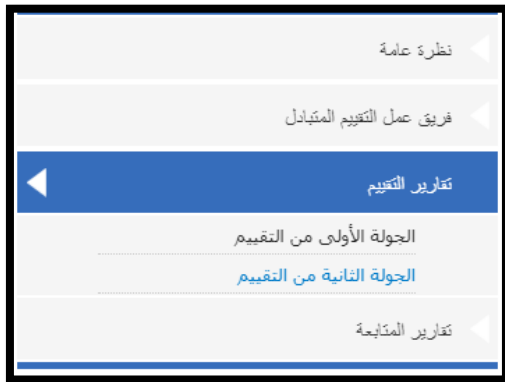 نظرة عامة
فريق عمل التقييم المتبادل
تقارير التقييم
الجولة الأولى من التقييم
الجولة الثانية من التقييم
تقارير المتابعة